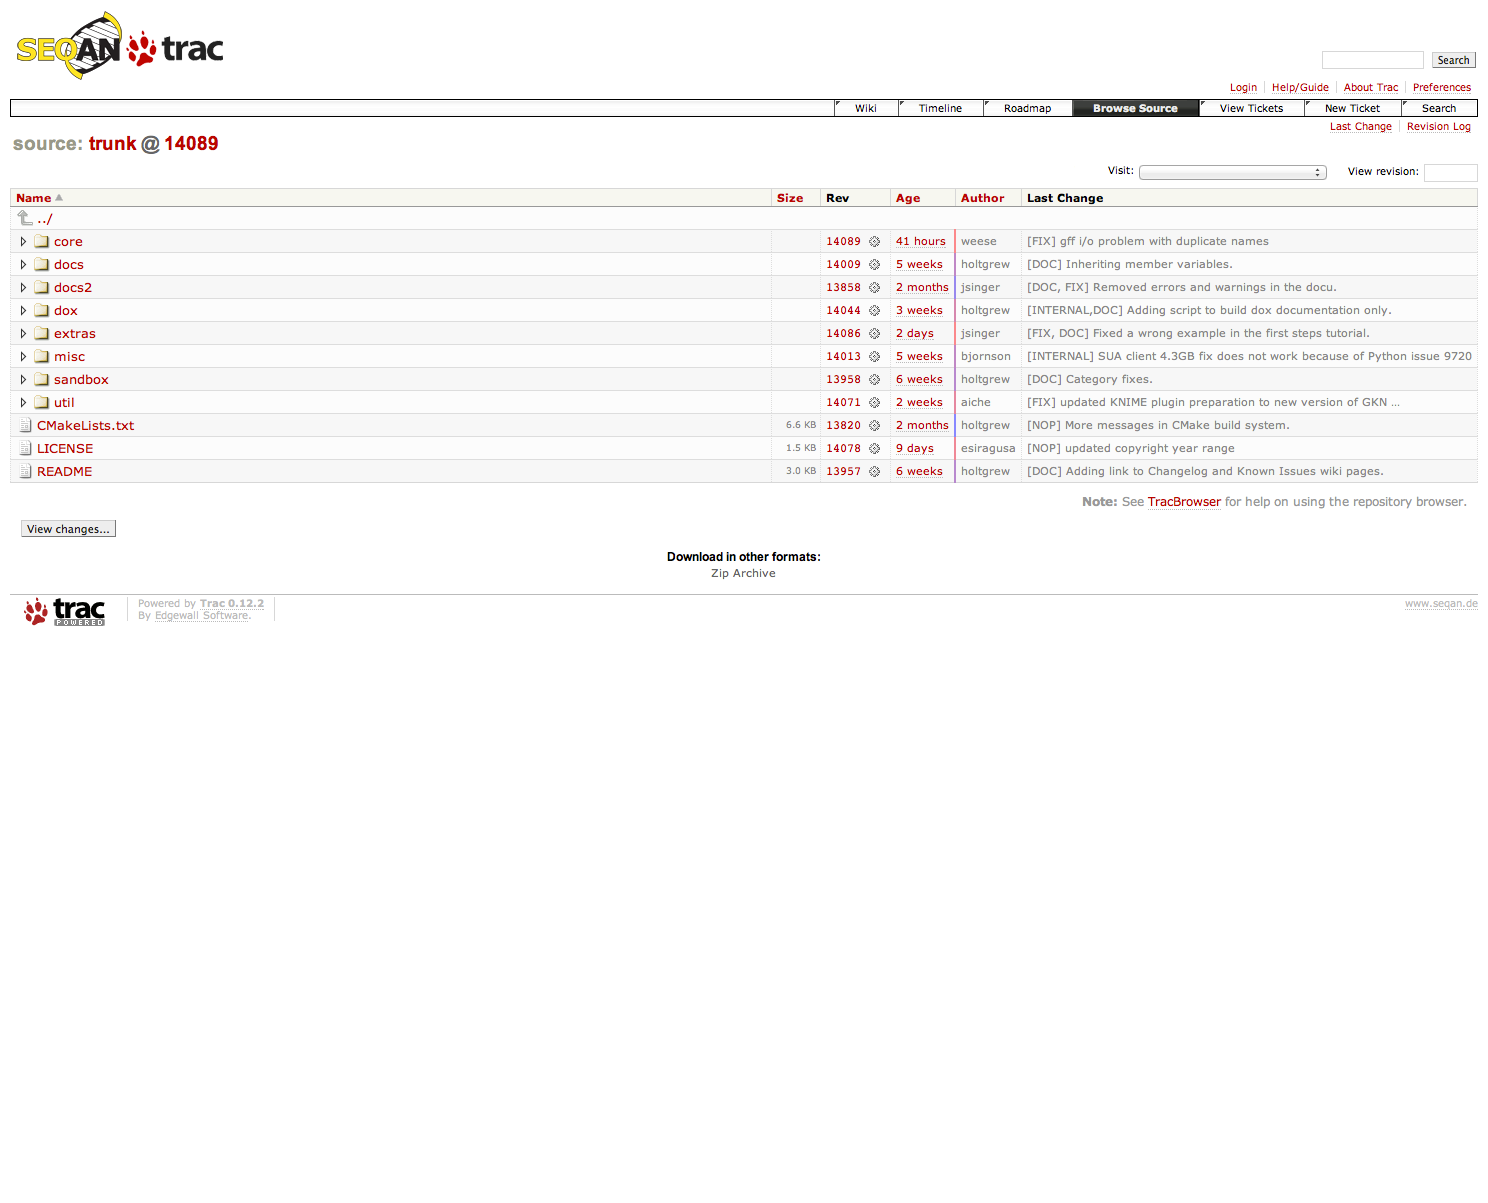 SEQAN trac
Search
Login Help/Guide About Trac Preferences
Wiki Timeline Roadmap Browse Source View Tickets New Ticket Search
Last Change Revision Log
source: trunk @ 14089
Visit: View revision:
Name Size Rev Age Author Last Change
../
core 14089 41 hours weese [FIX] gff i/o problem with duplicate names
docs 14009 5 weeks holtgrew [DOC] Inheriting member variables.
docs2 13858 2 months jsinger [DOC, FIX] Removed errors and warnings in the docu.
dox 14044 3 weeks holtgrew [INTERNAL,DOC] Adding script to build dox documentation only.
extras 14086 2 days jsinger [FIX, DOC] Fixed a wrong example in the first steps tutorial.
misc 14013 5 weeks bjornson [INTERNAL] SUA client 4.3GB fix does not work because of Python issue 9720
sandbox 13958 6 weeks holtgrew [DOC] Category fixes.
util 14071 2 weeks aiche [FIX] updated KNIME plugin preparation to new version of GKN ...
CMakeLists.txt 6.6 KB 13820 2 months holtgrew [NOP] More messages in CMake build system.
LICENSE 1.5 KB 14078 9 days esiragusa [NOP] updated copyright year range
README 3.0 KB 13957 6 weeks holtgrew [DOC] Adding link to Changelog and Known Issues wiki pages.
Note: See TracBrowser for help on using the repository browser.
View changes...
Download in other formats:
Zip Archive
trac POWERED
Powered by Trac 0.12.2
By Edgewall Software.
www.seqan.de